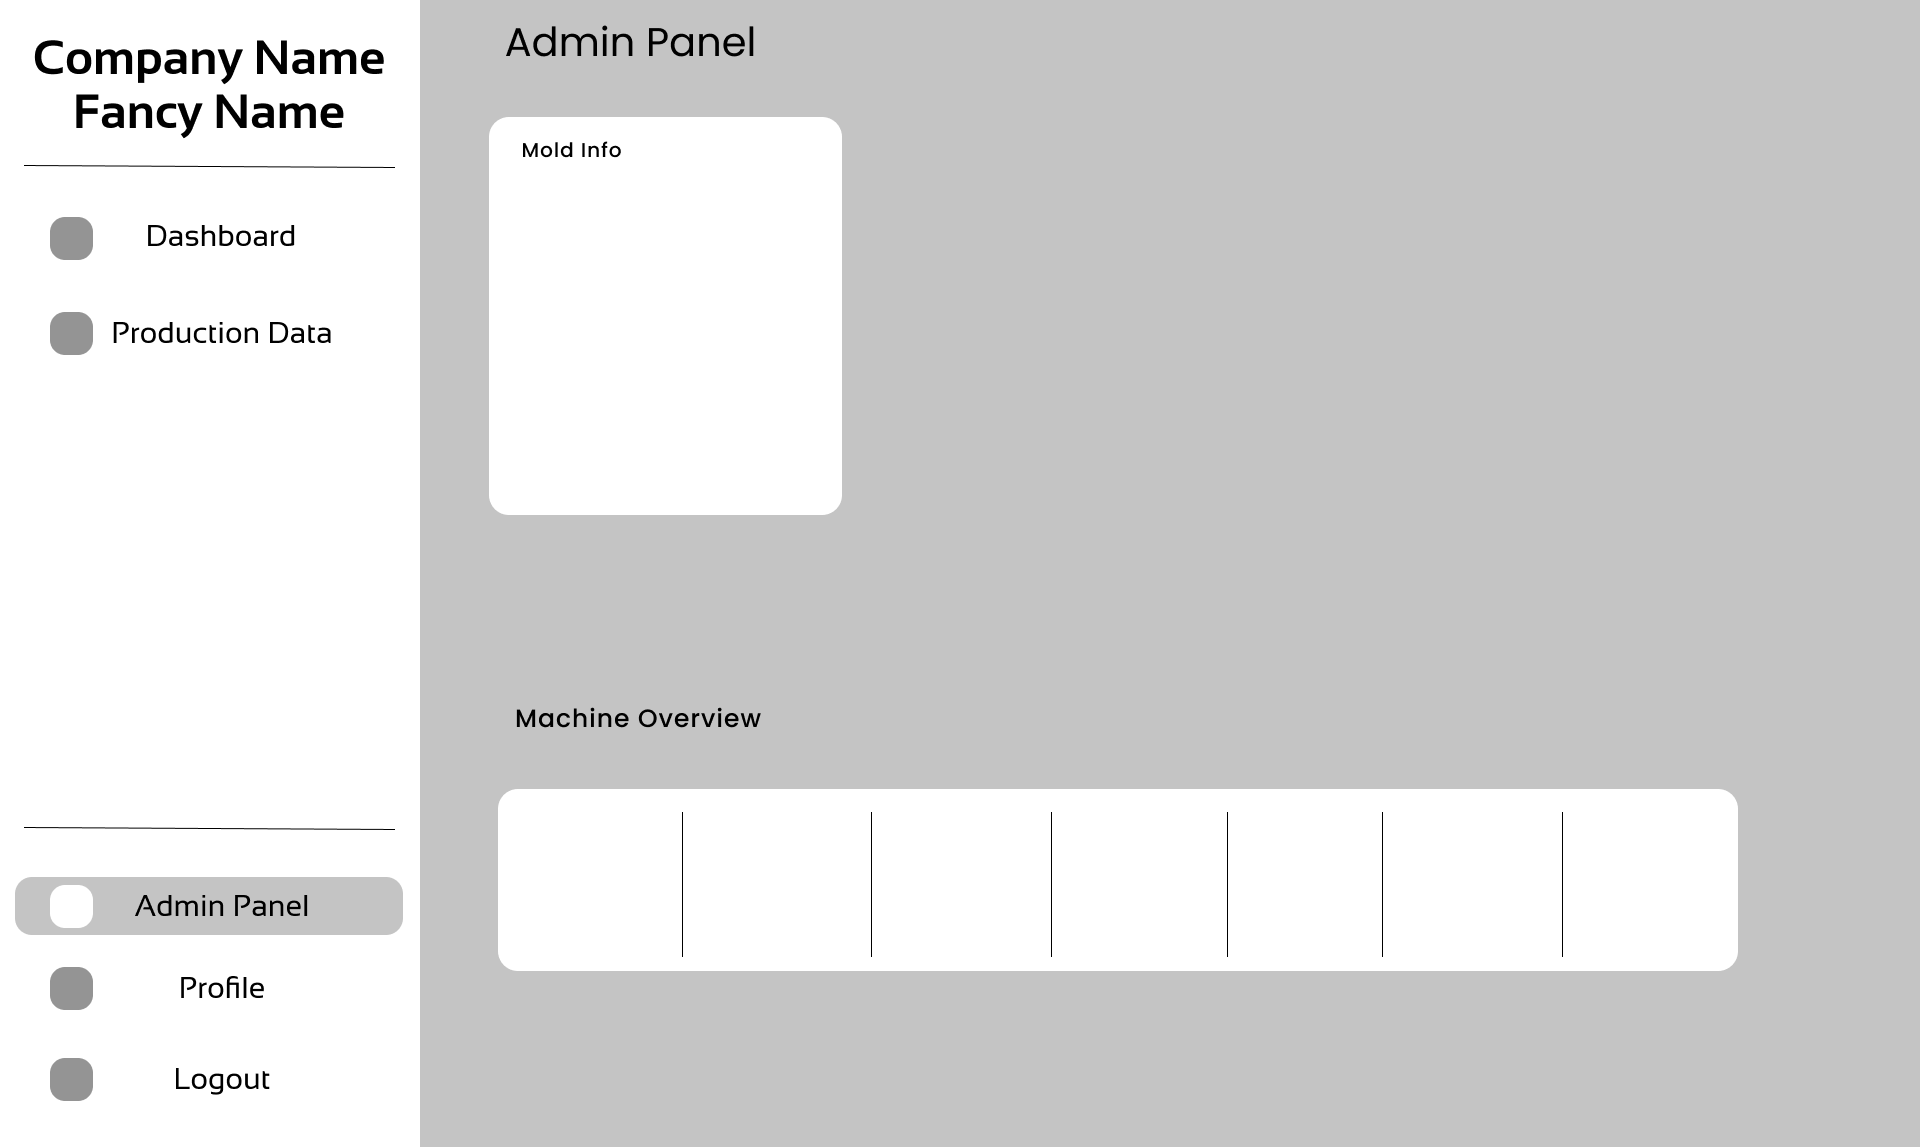 Company Name
Fancy Name
Dashboard
Production Data
Admin Panel
Profile
Logout
Admin Panel
Mold Info
Machine Overview